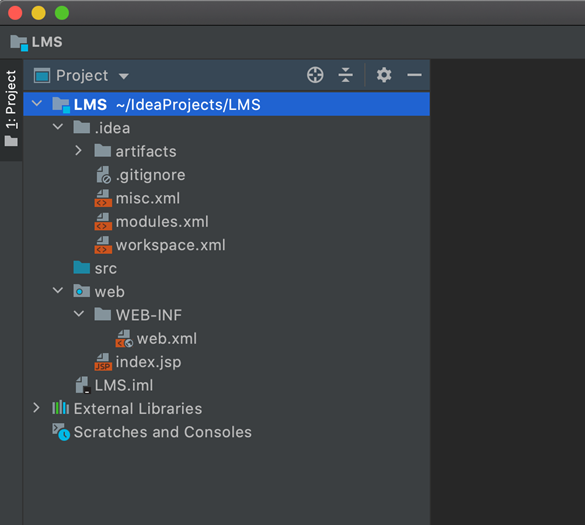 LMS
1: Project
Project
LMS ~/IdeaProjects/LMS
.idea
artifacts
.gitignore
misc.xml
modules.xml
workspace.xml
src
web
WEB-INF
web.xml
JSP index.jsp
LMS.iml
External Libraries
Scratches and Consoles